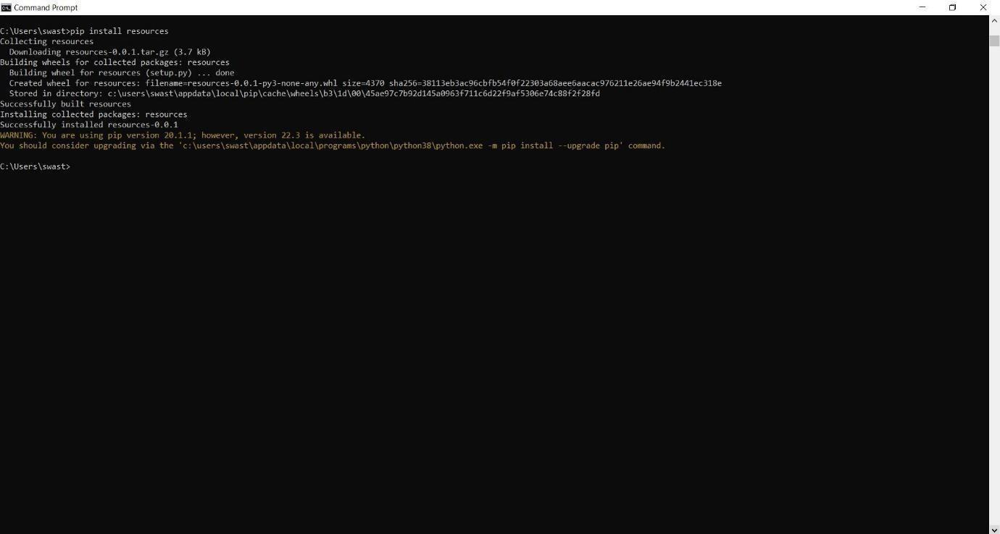 Command Prompt
C:\Users\swast>pip install resources
Collecting resources
  Downloading resources-0.0.1.tar.gz (3.7 kB)
Building wheels for collected packages: resources
  Building wheel for resources (setup.py) ... done
  Created wheel for resources: filename=resources-0.0.1-py3-none-any.whl size=4370 sha256=38113eb3ac96cbfb54f0f22303a68aee6aacac976211e26ae94f9b2441ec318e
  Stored in directory: c:\users\swast\appdata\local\pip\cache\wheels\b3\1d\00\45ae97c7b92d145a0963f711c6d22f9af5306e74c88f2f28fd
Successfully built resources
Installing collected packages: resources
Successfully installed resources-0.0.1
WARNING: You are using pip version 20.1.1; however, version 22.3 is available.
You should consider upgrading via the 'c:\users\swast\appdata\local\programs\python\python38\python.exe -m pip install --upgrade pip' command.
C:\Users\swast>